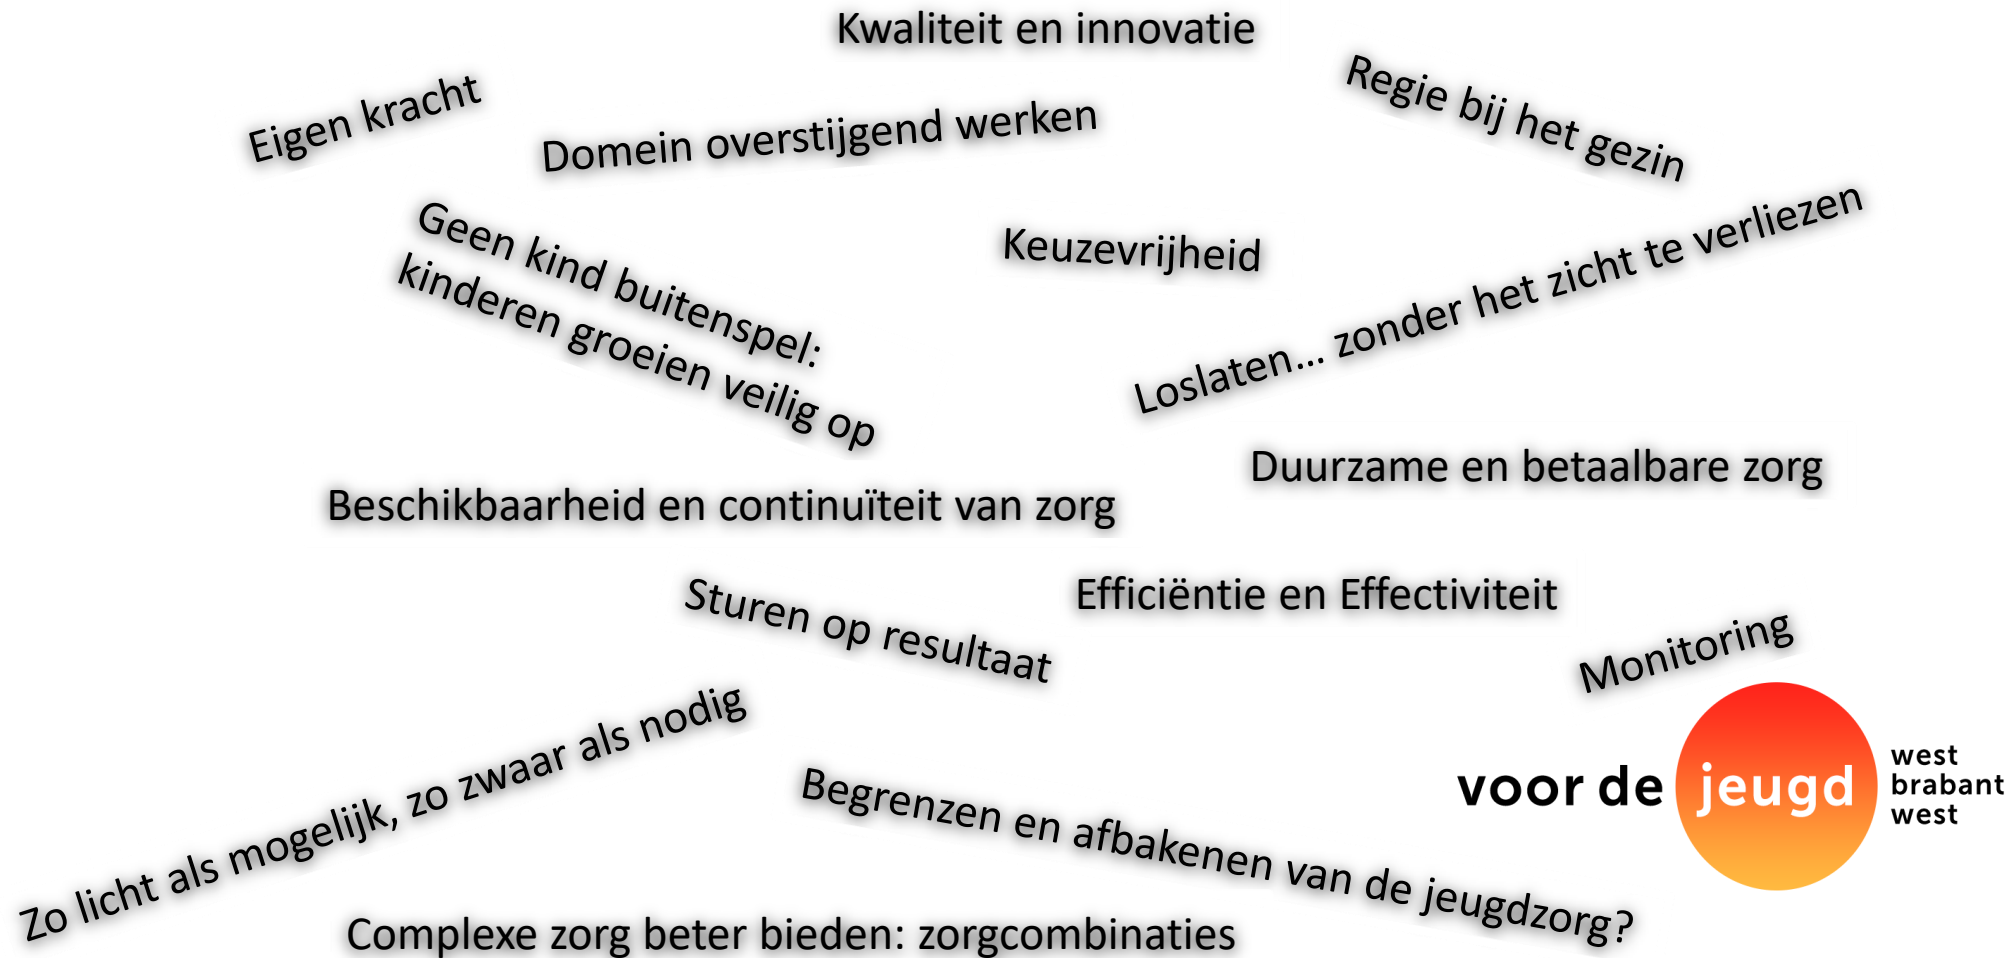 Kwaliteit en innovatie
Eigen kracht
Regie bij het gezin
Domein overstijgend werken
Geen kind buitenspel:
kinderen groeien veilig op
Keuzevrijheid
Loslaten... zonder het zicht te verliezen
Duurzame en betaalbare zorg
Beschikbaarheid en continuïteit van zorg
Efficiëntie en Effectiviteit
Sturen op resultaat
Monitoring
Zo licht als mogelijk, zo zwaar als nodig
voor de jeugd
west
brabant
west
Begrenzen en afbakenen van de jeugdzorg?
Complexe zorg beter bieden: zorgcombinaties